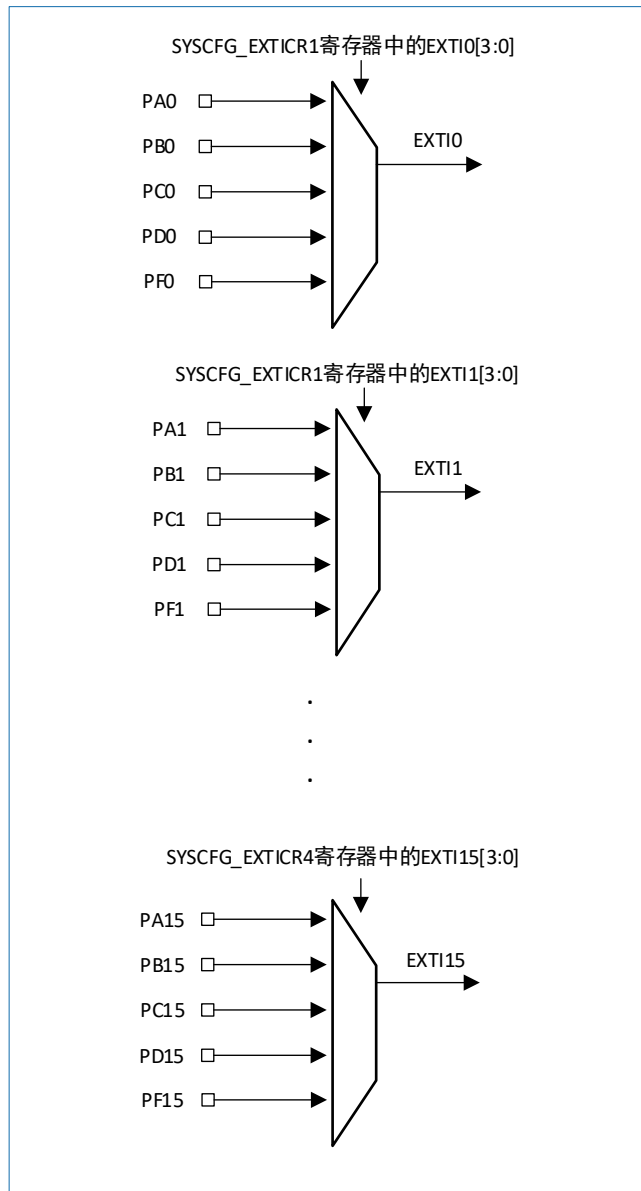 SYSCFG_EXTICR1寄存器中的EXTI0[3:0]
PA0
PB0
PC0
PD0
PF0
EXTI0
SYSCFG_EXTICR1寄存器中的EXTI1[3:0]
PA1
PB1
PC1
PD1
PF1
EXTI1
.
.
.
SYSCFG_EXTICR4寄存器中的EXTI15[3:0]
PA15
PB15
PC15
PD15
PF15
EXTI15